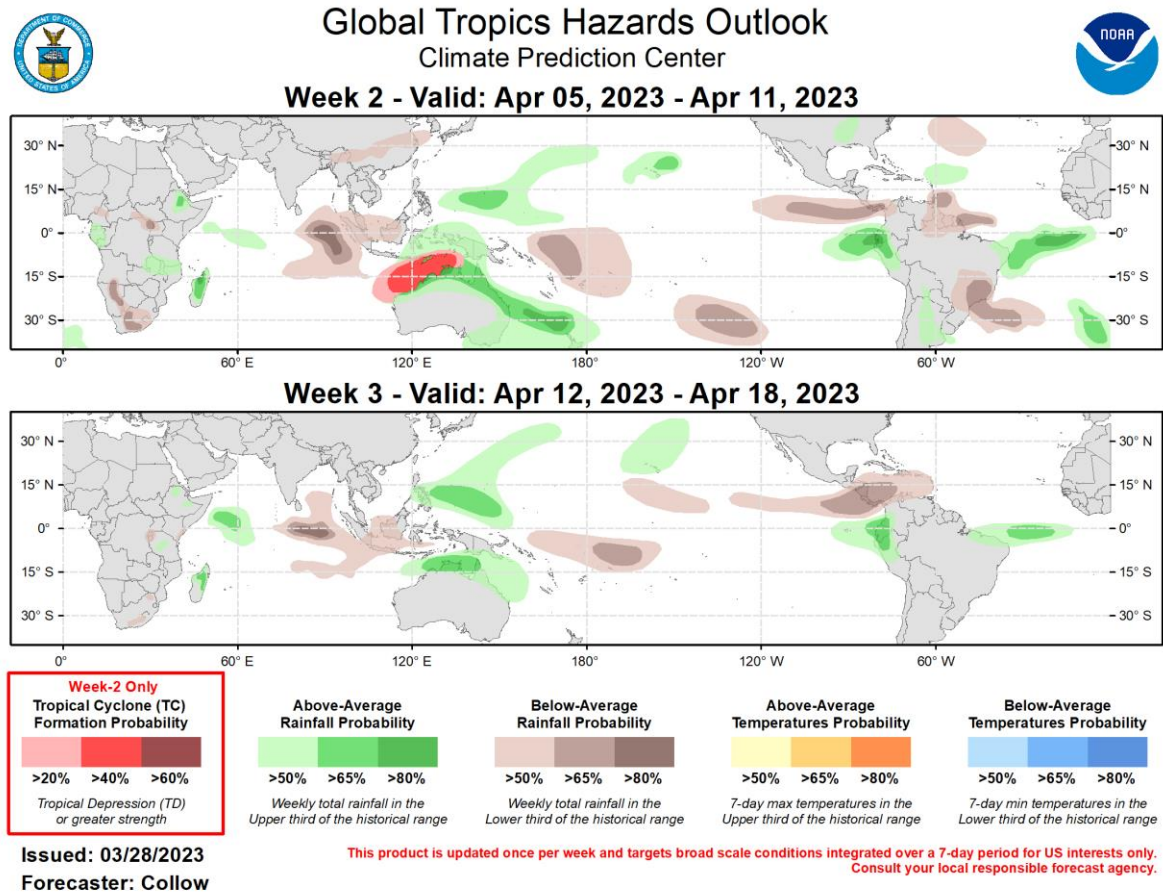 Global Tropics Hazards Outlook
Climate Prediction Center
DEPARTMENT OF COMMERCE
UNITED STATES OF AMERICA
NOAA
Week 2 - Valid: Apr 05, 2023 - Apr 11, 2023
30° N 30° N
15° N 15° N
0° 0°
15° S 15° S
30° S 30° S
0° 60° E 120° E 180° 120° W 60° W
Week 3 - Valid: Apr 12, 2023 - Apr 18, 2023
30° N 30° N
15° N 15° N
0° 0°
15° S 15° S
30° S 30° S
0° 60° E 120° E 180° 120° W 60° W
Week-2 Only
Tropical Cyclone (TC)
Formation Probability
>20% >40% >60%
Tropical Depression (TD)
or greater strength
Above-Average
Rainfall Probability
>50% >65% >80%
Weekly total rainfall in the
Upper third of the historical range
Below-Average
Rainfall Probability
>50% >65% >80%
Weekly total rainfall in the
Lower third of the historical range
Above-Average
Temperatures Probability
>50% >65% >80%
7-day max temperatures in the
Upper third of the historical range
Below-Average
Temperatures Probability
>50% >65% >80%
7-day min temperatures in the
Lower third of the historical range
Issued: 03/28/2023
Forecaster: Collow
This product is updated once per week and targets broad scale conditions integrated over a 7-day period for US interests only.
Consult your local responsible forecast agency.